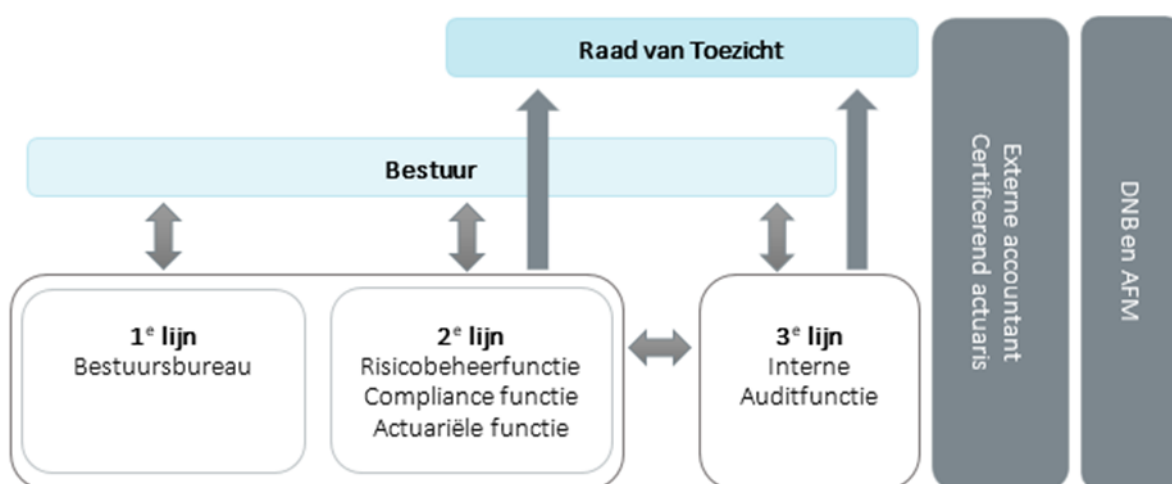 Raad van Toezicht
Bestuur
1e lijn
Bestuursbureau
2e lijn
Risicobeheerfunctie
Compliance functie
Actuariële functie
3e lijn
Interne
Auditfunctie
Externe accountant
Certificerend actuaris
DNB en AFM